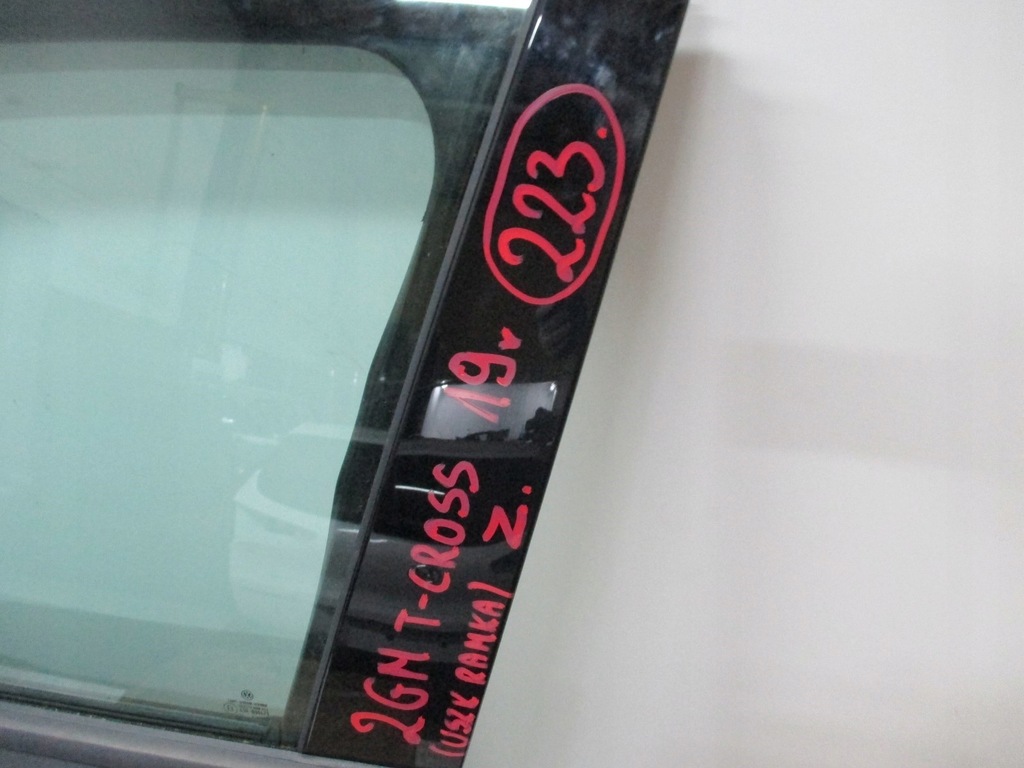 223.
2GM T-CROSS 19r
Z.
(USZK RAMKA)